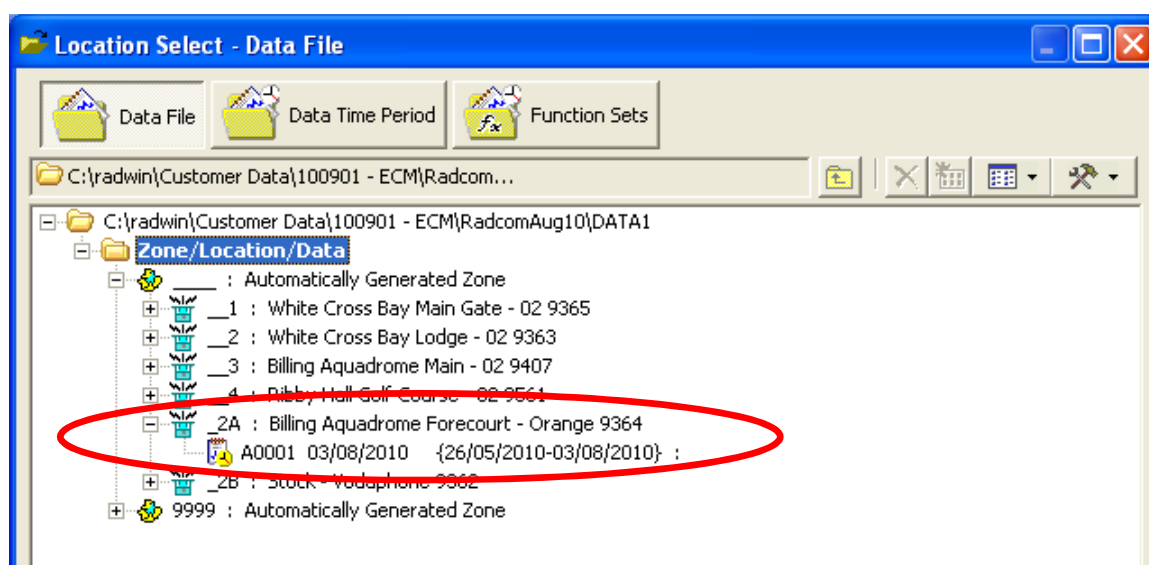 Location Select - Data File
Data File Data Time Period Function Sets
C:\radwin\Customer Data\100901 - ECM\Radcom...
C:\radwin\Customer Data\100901 - ECM\RadcomAug10\DATA1
Zone/Location/Data
____ : Automatically Generated Zone
__1 : White Cross Bay Main Gate - 02 9365
__2 : White Cross Bay Lodge - 02 9363
__3 : Billing Aquadrome Main - 02 9407
__4 : Ribby Hall Golf Course - 02 9561
_2A : Billing Aquadrome Forecourt - Orange 9364
A0001 03/08/2010 {26/05/2010-03/08/2010} :
_2B : Stock - Vodaphone 9862
9999 : Automatically Generated Zone